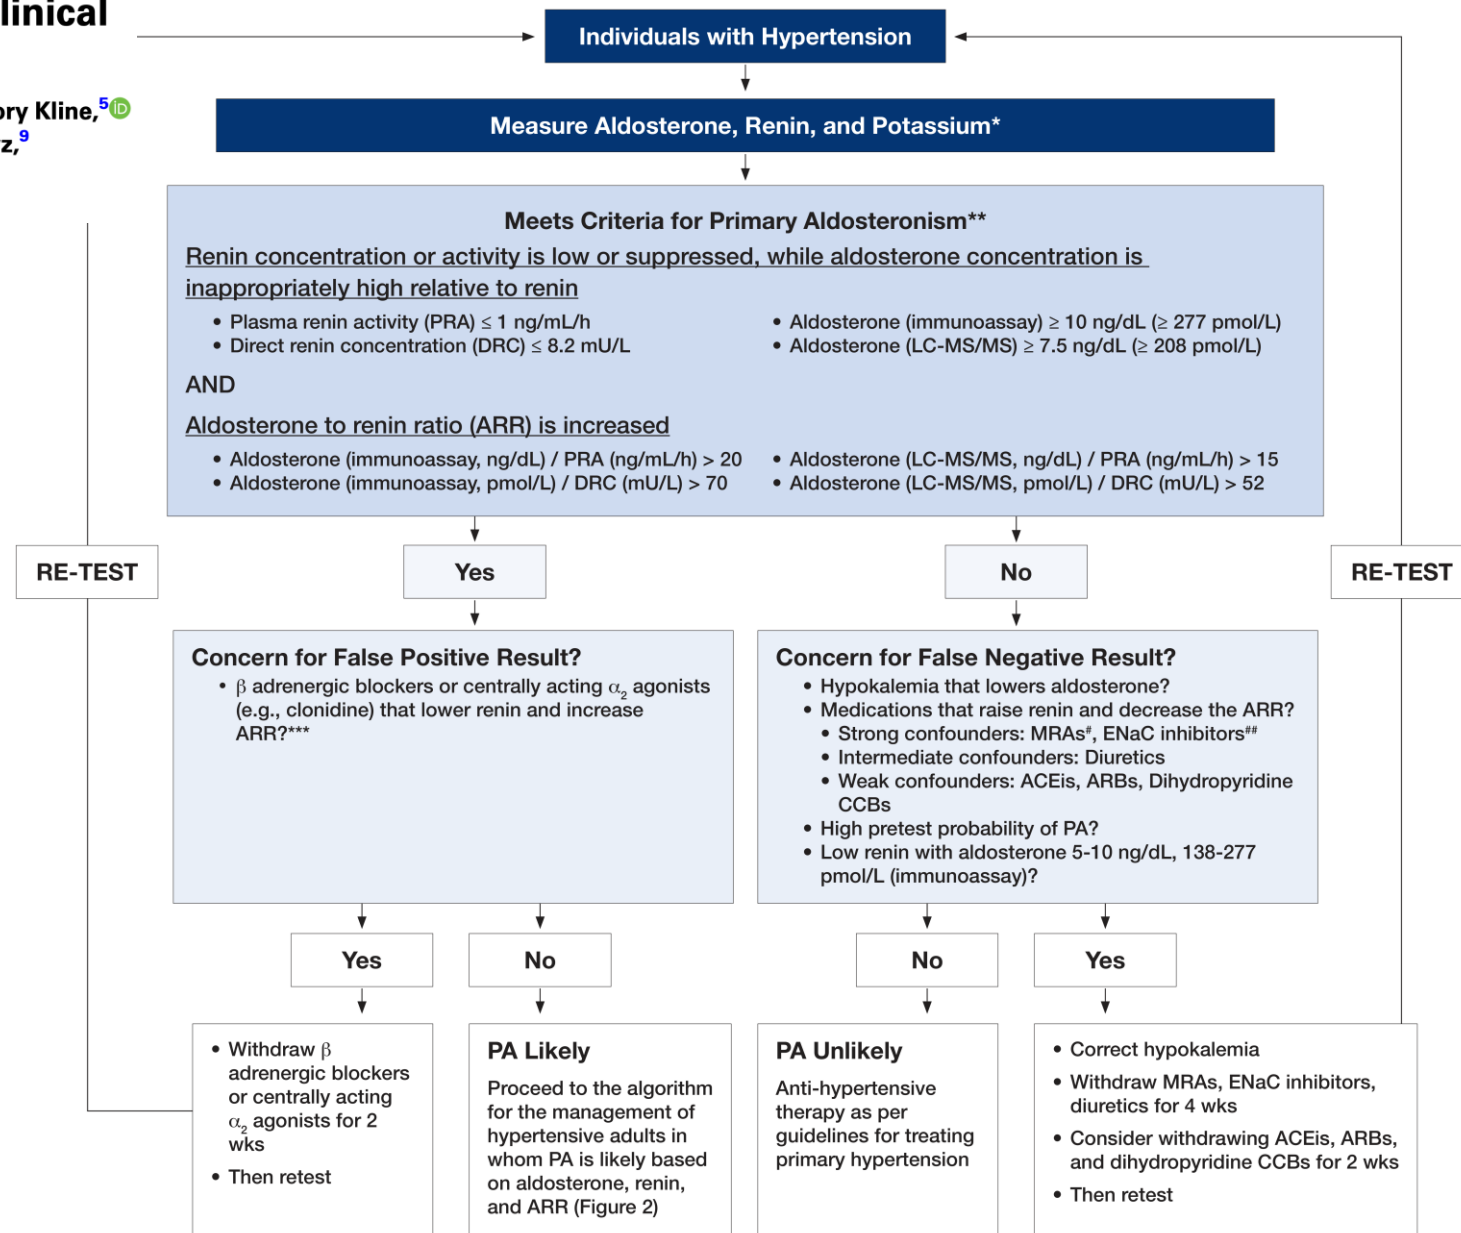 linical
ory Kline,⁵ iD
z,⁹
Individuals with Hypertension
Measure Aldosterone, Renin, and Potassium*
Meets Criteria for Primary Aldosteronism**
Renin concentration or activity is low or suppressed, while aldosterone concentration is
inappropriately high relative to renin
• Plasma renin activity (PRA) ≤ 1 ng/mL/h
• Direct renin concentration (DRC) ≤ 8.2 mU/L
• Aldosterone (immunoassay) ≥ 10 ng/dL (≥ 277 pmol/L)
• Aldosterone (LC-MS/MS) ≥ 7.5 ng/dL (≥ 208 pmol/L)
AND
Aldosterone to renin ratio (ARR) is increased
• Aldosterone (immunoassay, ng/dL) / PRA (ng/mL/h) > 20
• Aldosterone (immunoassay, pmol/L) / DRC (mU/L) > 70
• Aldosterone (LC-MS/MS, ng/dL) / PRA (ng/mL/h) > 15
• Aldosterone (LC-MS/MS, pmol/L) / DRC (mU/L) > 52
RE-TEST
Yes
No
RE-TEST
Concern for False Positive Result?
• β adrenergic blockers or centrally acting α₂ agonists
(e.g., clonidine) that lower renin and increase
ARR?***
Concern for False Negative Result?
• Hypokalemia that lowers aldosterone?
• Medications that raise renin and decrease the ARR?
• Strong confounders: MRAs#, ENaC inhibitors##
• Intermediate confounders: Diuretics
• Weak confounders: ACEis, ARBs, Dihydropyridine
CCBs
• High pretest probability of PA?
• Low renin with aldosterone 5-10 ng/dL, 138-277
pmol/L (immunoassay)?
Yes
No
No
Yes
• Withdraw β
adrenergic blockers
or centrally acting
α₂ agonists for 2
wks
• Then retest
PA Likely
Proceed to the algorithm
for the management of
hypertensive adults in
whom PA is likely based
on aldosterone, renin,
and ARR (Figure 2)
PA Unlikely
Anti-hypertensive
therapy as per
guidelines for treating
primary hypertension
• Correct hypokalemia
• Withdraw MRAs, ENaC inhibitors,
diuretics for 4 wks
• Consider withdrawing ACEis, ARBs,
and dihydropyridine CCBs for 2 wks
• Then retest